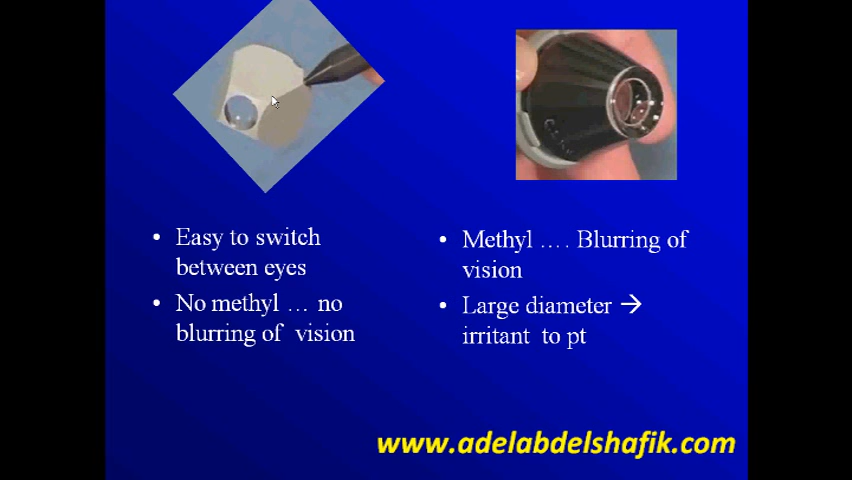 • Easy to switch
between eyes
• No methyl … no
blurring of vision
• Methyl …. Blurring of
vision
• Large diameter →
irritant to pt
www.adelabdelshafik.com